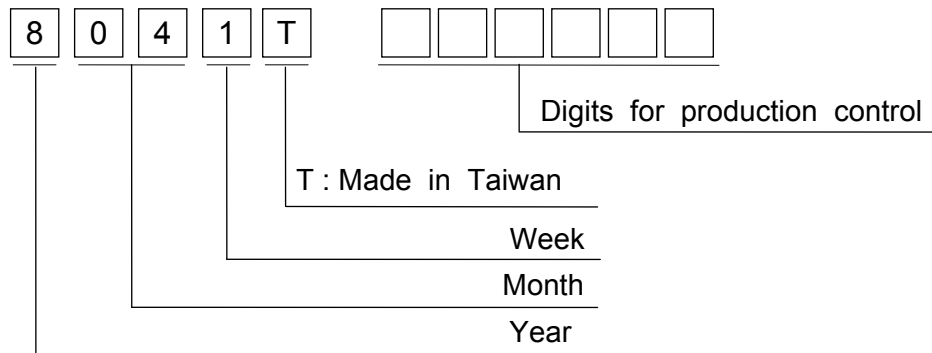 8 0 4 1 T
Digits for production control
T : Made in Taiwan
Week
Month
Year